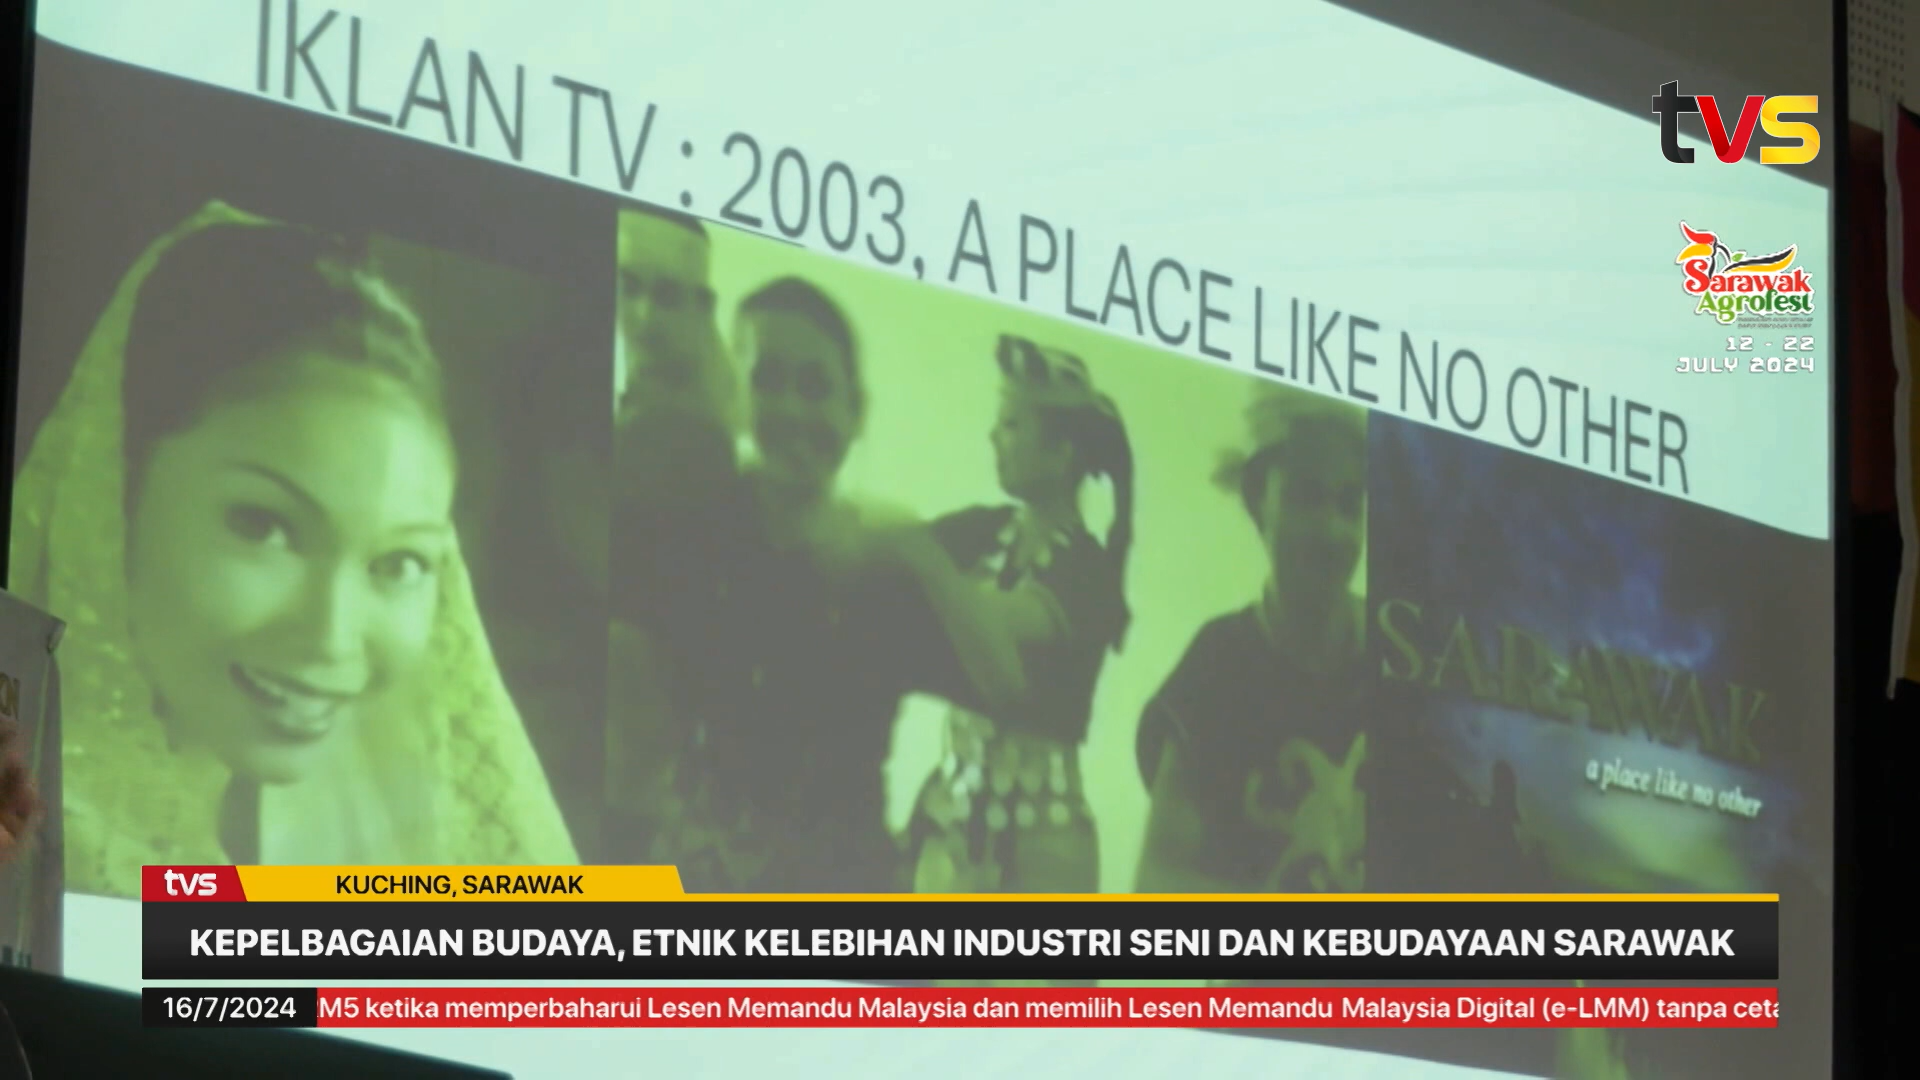 IKLAN TV : 2003, A PLACE LIKE NO OTHER
tvs
Sarawak
Agrofest
12 - 22
JULY 2024
SARAWAK
a place like no other
tvs
KUCHING, SARAWAK
KEPELBAGAIAN BUDAYA, ETNIK KELEBIHAN INDUSTRI SENI DAN KEBUDAYAAN SARAWAK
16/7/2024
RM5 ketika memperbaharui Lesen Memandu Malaysia dan memilih Lesen Memandu Malaysia Digital (e-LMM) tanpa